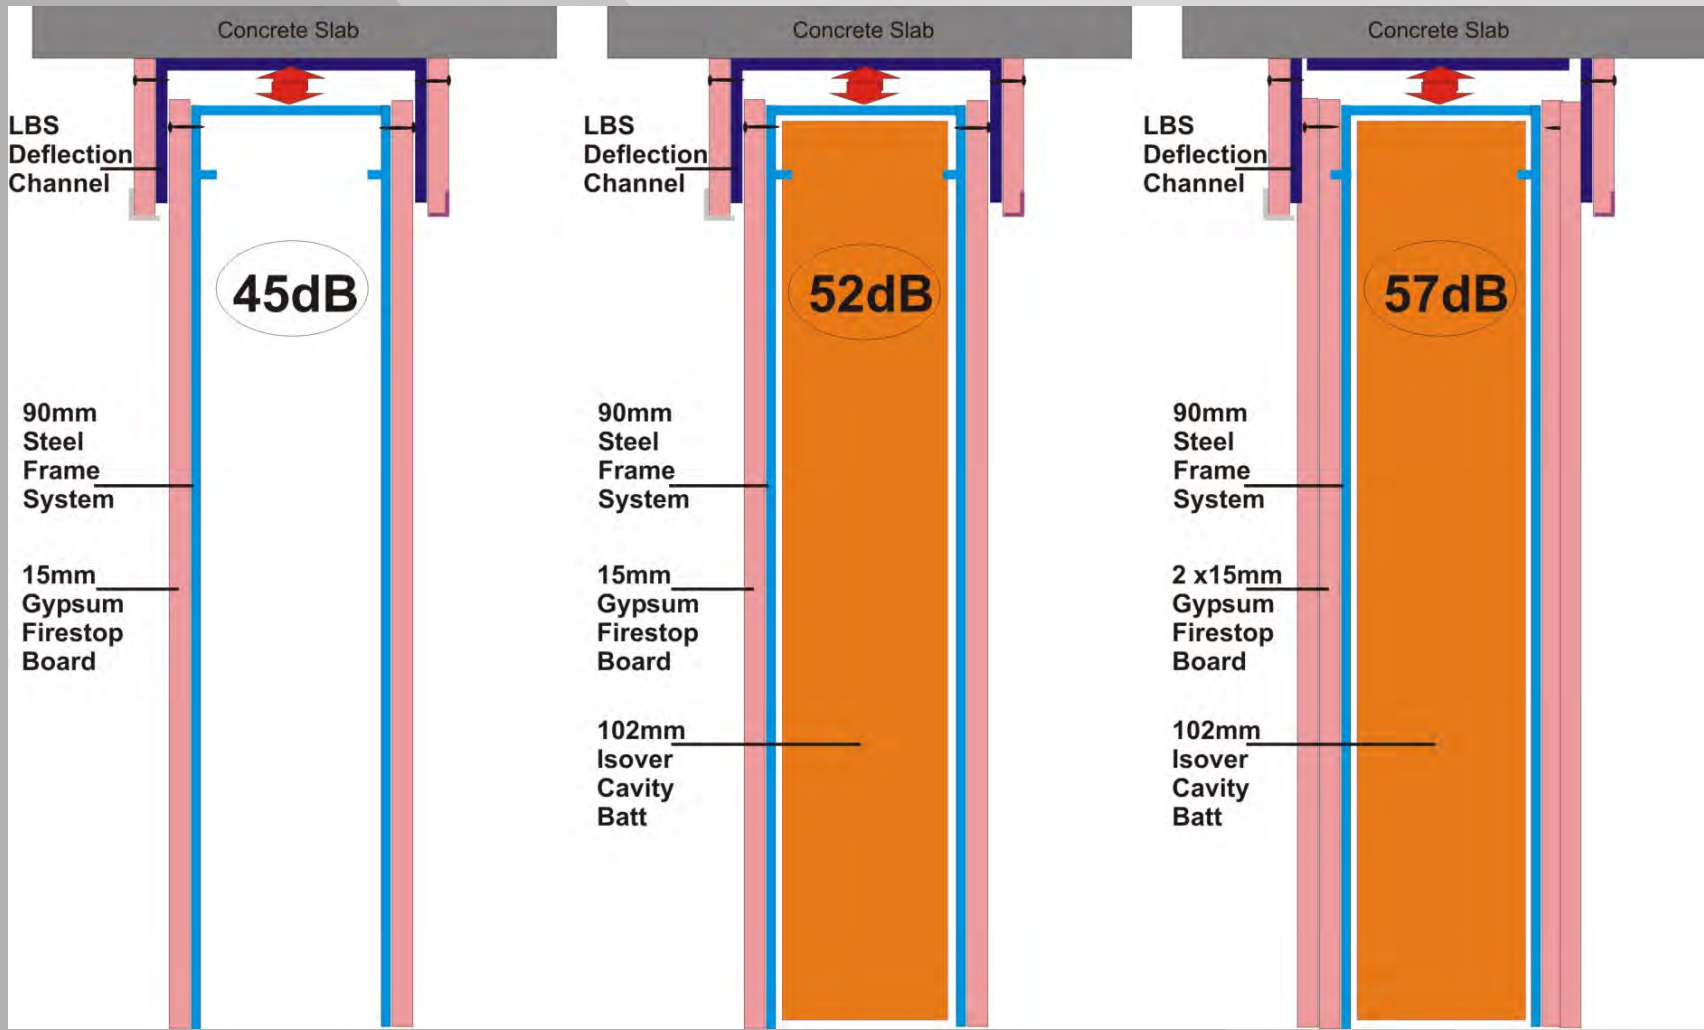 Concrete Slab
LBS
Deflection
Channel
45dB
90mm
Steel
Frame
System
15mm
Gypsum
Firestop
Board
Concrete Slab
LBS
Deflection
Channel
52dB
90mm
Steel
Frame
System
15mm
Gypsum
Firestop
Board
102mm
Isover
Cavity
Batt
Concrete Slab
LBS
Deflection
Channel
57dB
90mm
Steel
Frame
System
2 x15mm
Gypsum
Firestop
Board
102mm
Isover
Cavity
Batt